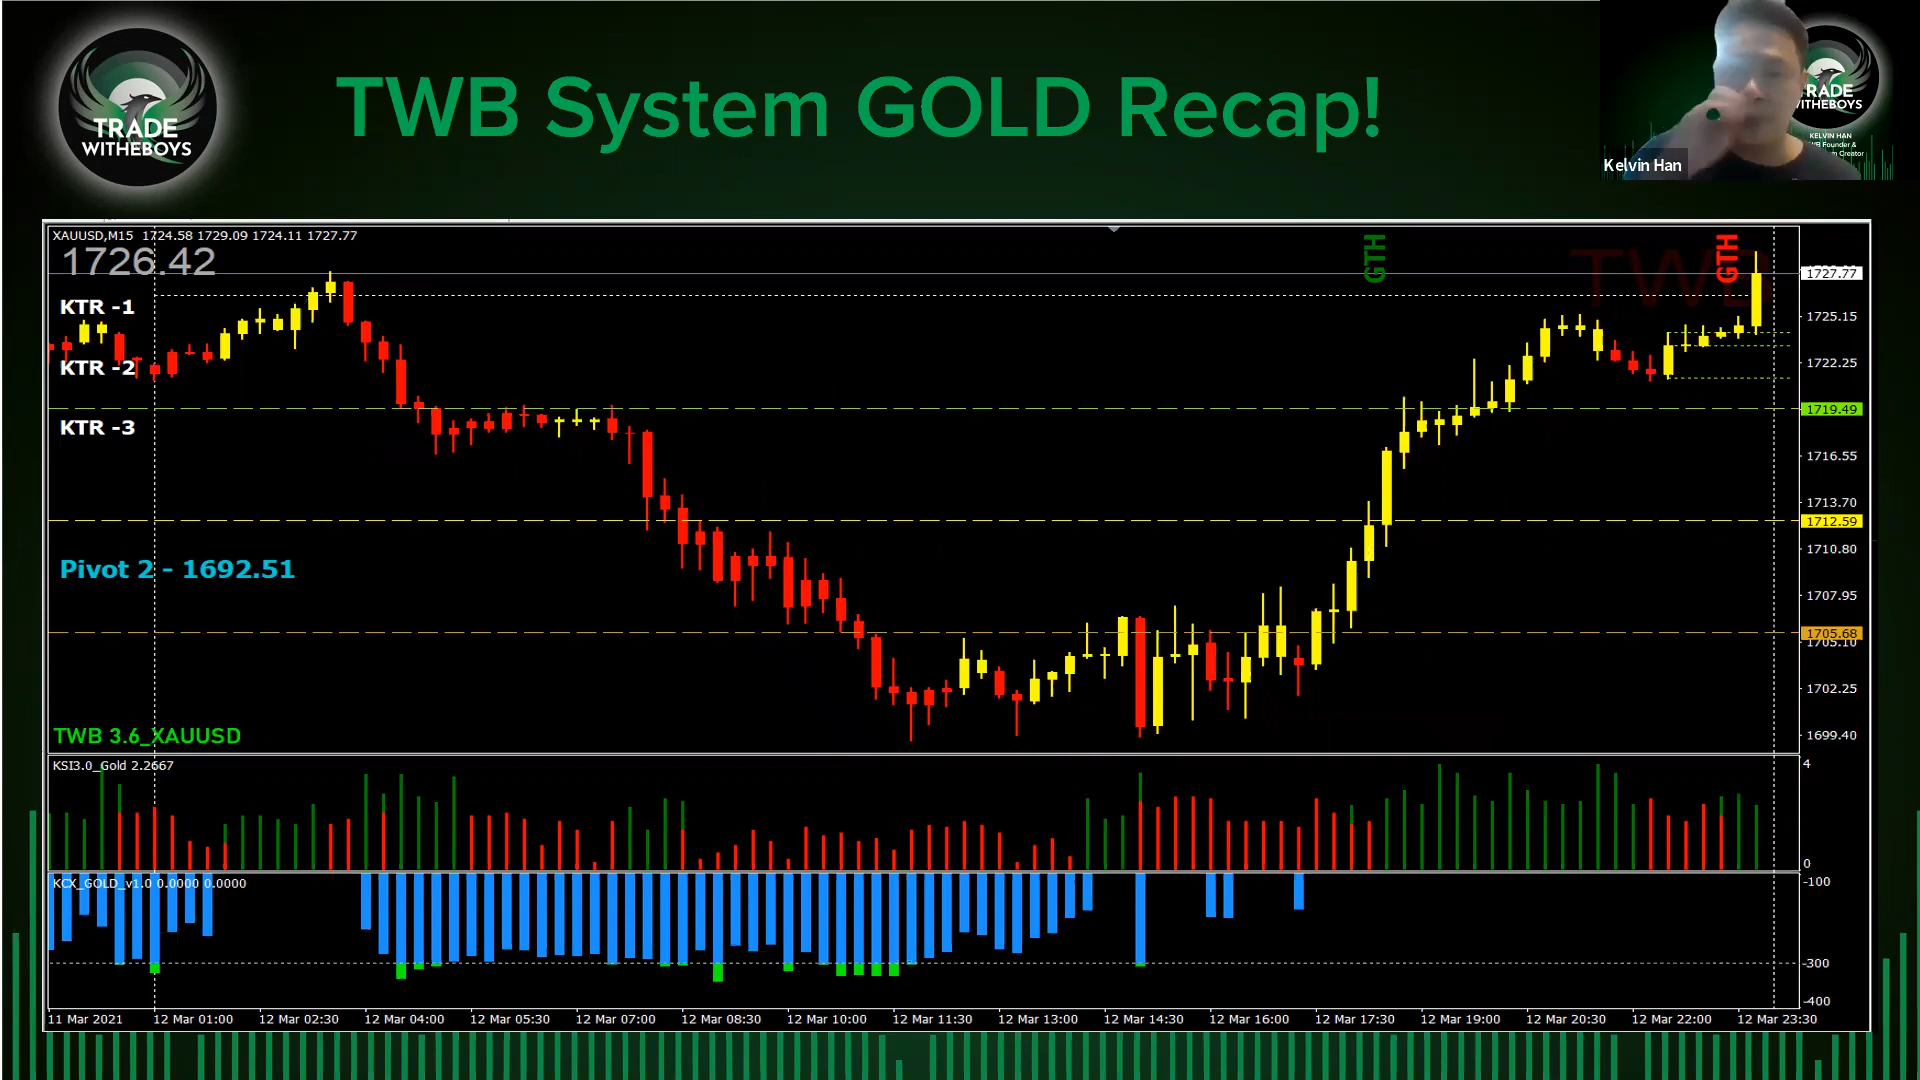 TRADE
WITHEBOYS
TWB System GOLD Recap!
RADE
ITHEBOYS
KELVIN HAN
Kelvin Han
XAUUSD,M15 1724.58 1729.09 1724.11 1727.77
1726.42
GTH
GTH
TWB
KTR -1
KTR -2
KTR -3
Pivot 2 - 1692.51
TWB 3.6_XAUUSD
1727.77
1725.15
1722.25
1719.49
1716.55
1713.70
1712.59
1710.80
1707.95
1705.68
1705.10
1702.25
1699.40
KSI3.0_Gold 2.2667
4
0
KCX_GOLD_v1.0 0.0000 0.0000
-100
-300
-400
11 Mar 2021 12 Mar 01:00 12 Mar 02:30 12 Mar 04:00 12 Mar 05:30 12 Mar 07:00 12 Mar 08:30 12 Mar 10:00 12 Mar 11:30 12 Mar 13:00 12 Mar 14:30 12 Mar 16:00 12 Mar 17:30 12 Mar 19:00 12 Mar 20:30 12 Mar 22:00 12 Mar 23:30